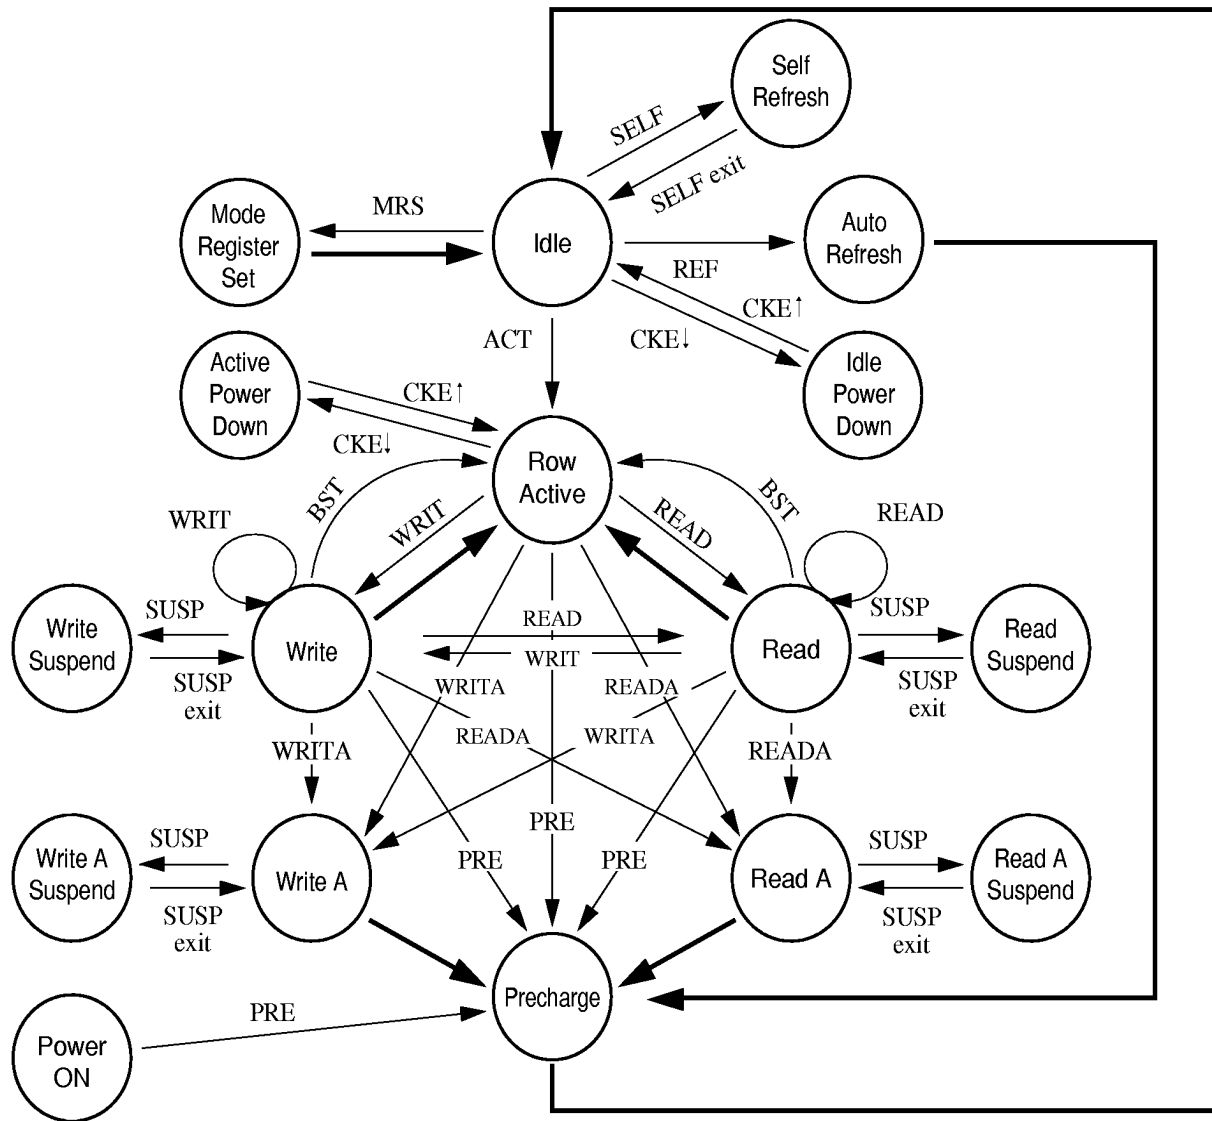 Self
Refresh
SELF
SELF exit
Mode
Register
Set
MRS
Idle
Auto
Refresh
REF
CKE↑
CKE↓
ACT
Idle
Power
Down
Active
Power
Down
CKE↑
CKE↓
Row
Active
BST
WRIT
READ
BST
WRIT
READ
Write
Suspend
SUSP
SUSP
exit
Write
READ
WRIT
Read
SUSP
SUSP
exit
Read
Suspend
WRITA
READA
WRITA
READA
WRITA
READA
Write A
Suspend
SUSP
SUSP
exit
Write A
PRE
PRE
PRE
Read A
SUSP
SUSP
exit
Read A
Suspend
Precharge
PRE
Power
ON